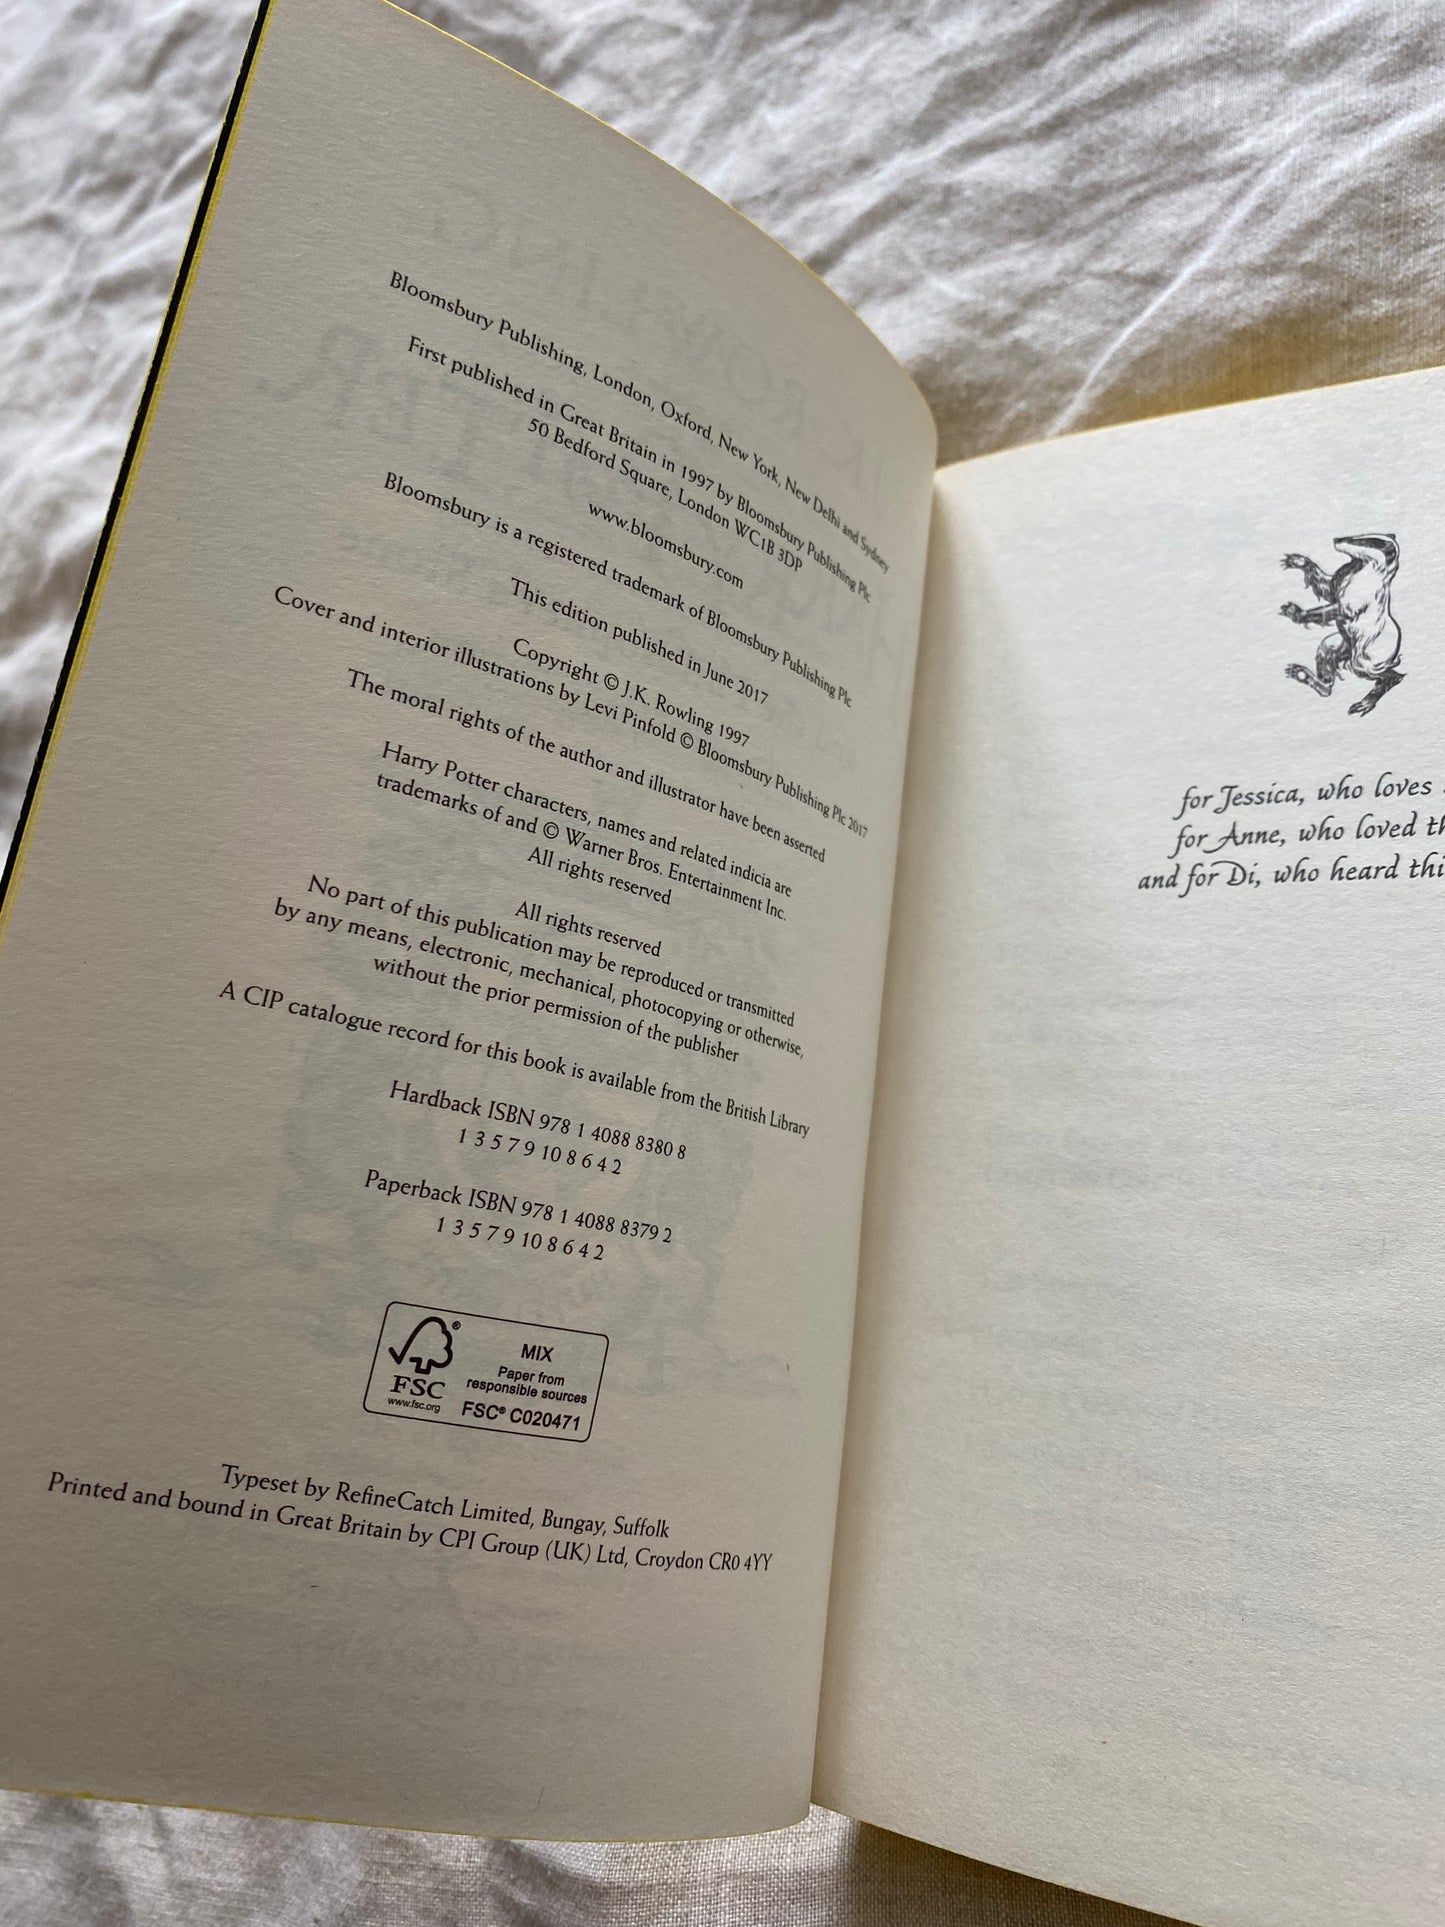 Bloomsbury Publishing, London, Oxford, New York, New Delhi and Sydney
First published in Great Britain in 1997 by Bloomsbury Publishing Plc
50 Bedford Square, London WC1B 3DP
www.bloomsbury.com
Bloomsbury is a registered trademark of Bloomsbury Publishing Plc
This edition published in June 2017
Copyright © J.K. Rowling 1997
Cover and interior illustrations by Levi Pinfold © Bloomsbury Publishing Plc 2017
The moral rights of the author and illustrator have been asserted
Harry Potter characters, names and related indicia are
trademarks of and © Warner Bros. Entertainment Inc.
All rights reserved
All rights reserved
No part of this publication may be reproduced or transmitted
by any means, electronic, mechanical, photocopying or otherwise,
without the prior permission of the publisher
A CIP catalogue record for this book is available from the British Library
Hardback ISBN 978 1 4088 8380 8
1 3 5 7 9 10 8 6 4 2
Paperback ISBN 978 1 4088 8379 2
1 3 5 7 9 10 8 6 4 2
®
FSC
www.fsc.org
MIX
Paper from
responsible sources
FSC® C020471
Typeset by RefineCatch Limited, Bungay, Suffolk
Printed and bound in Great Britain by CPI Group (UK) Ltd, Croydon CR0 4YY
for Jessica, who loves
for Anne, who loved
and for Di, who heard